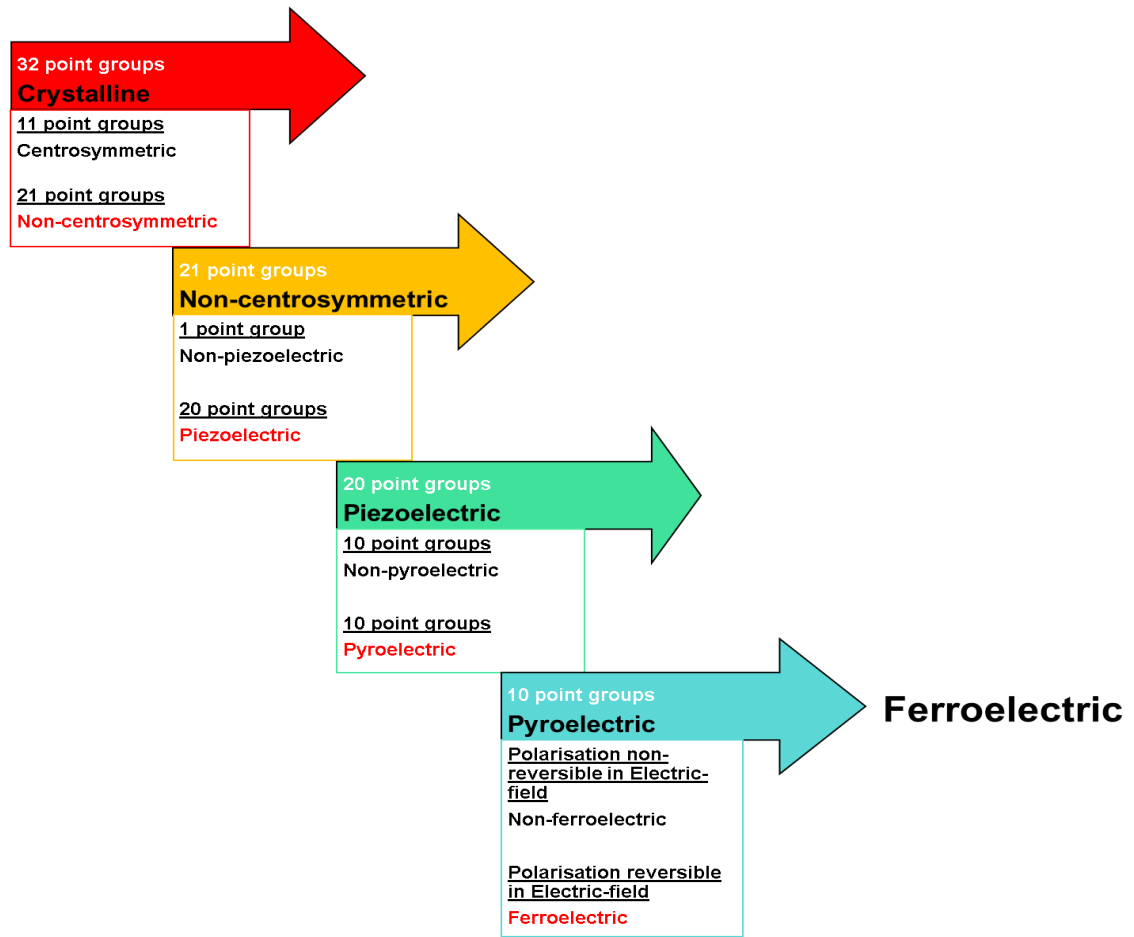 32 point groups
Crystalline
11 point groups
Centrosymmetric
21 point groups
Non-centrosymmetric
21 point groups
Non-centrosymmetric
1 point group
Non-piezoelectric
20 point groups
Piezoelectric
20 point groups
Piezoelectric
10 point groups
Non-pyroelectric
10 point groups
Pyroelectric
10 point groups
Pyroelectric
Ferroelectric
Polarisation non-
reversible in Electric-
field
Non-ferroelectric
Polarisation reversible
in Electric-field
Ferroelectric